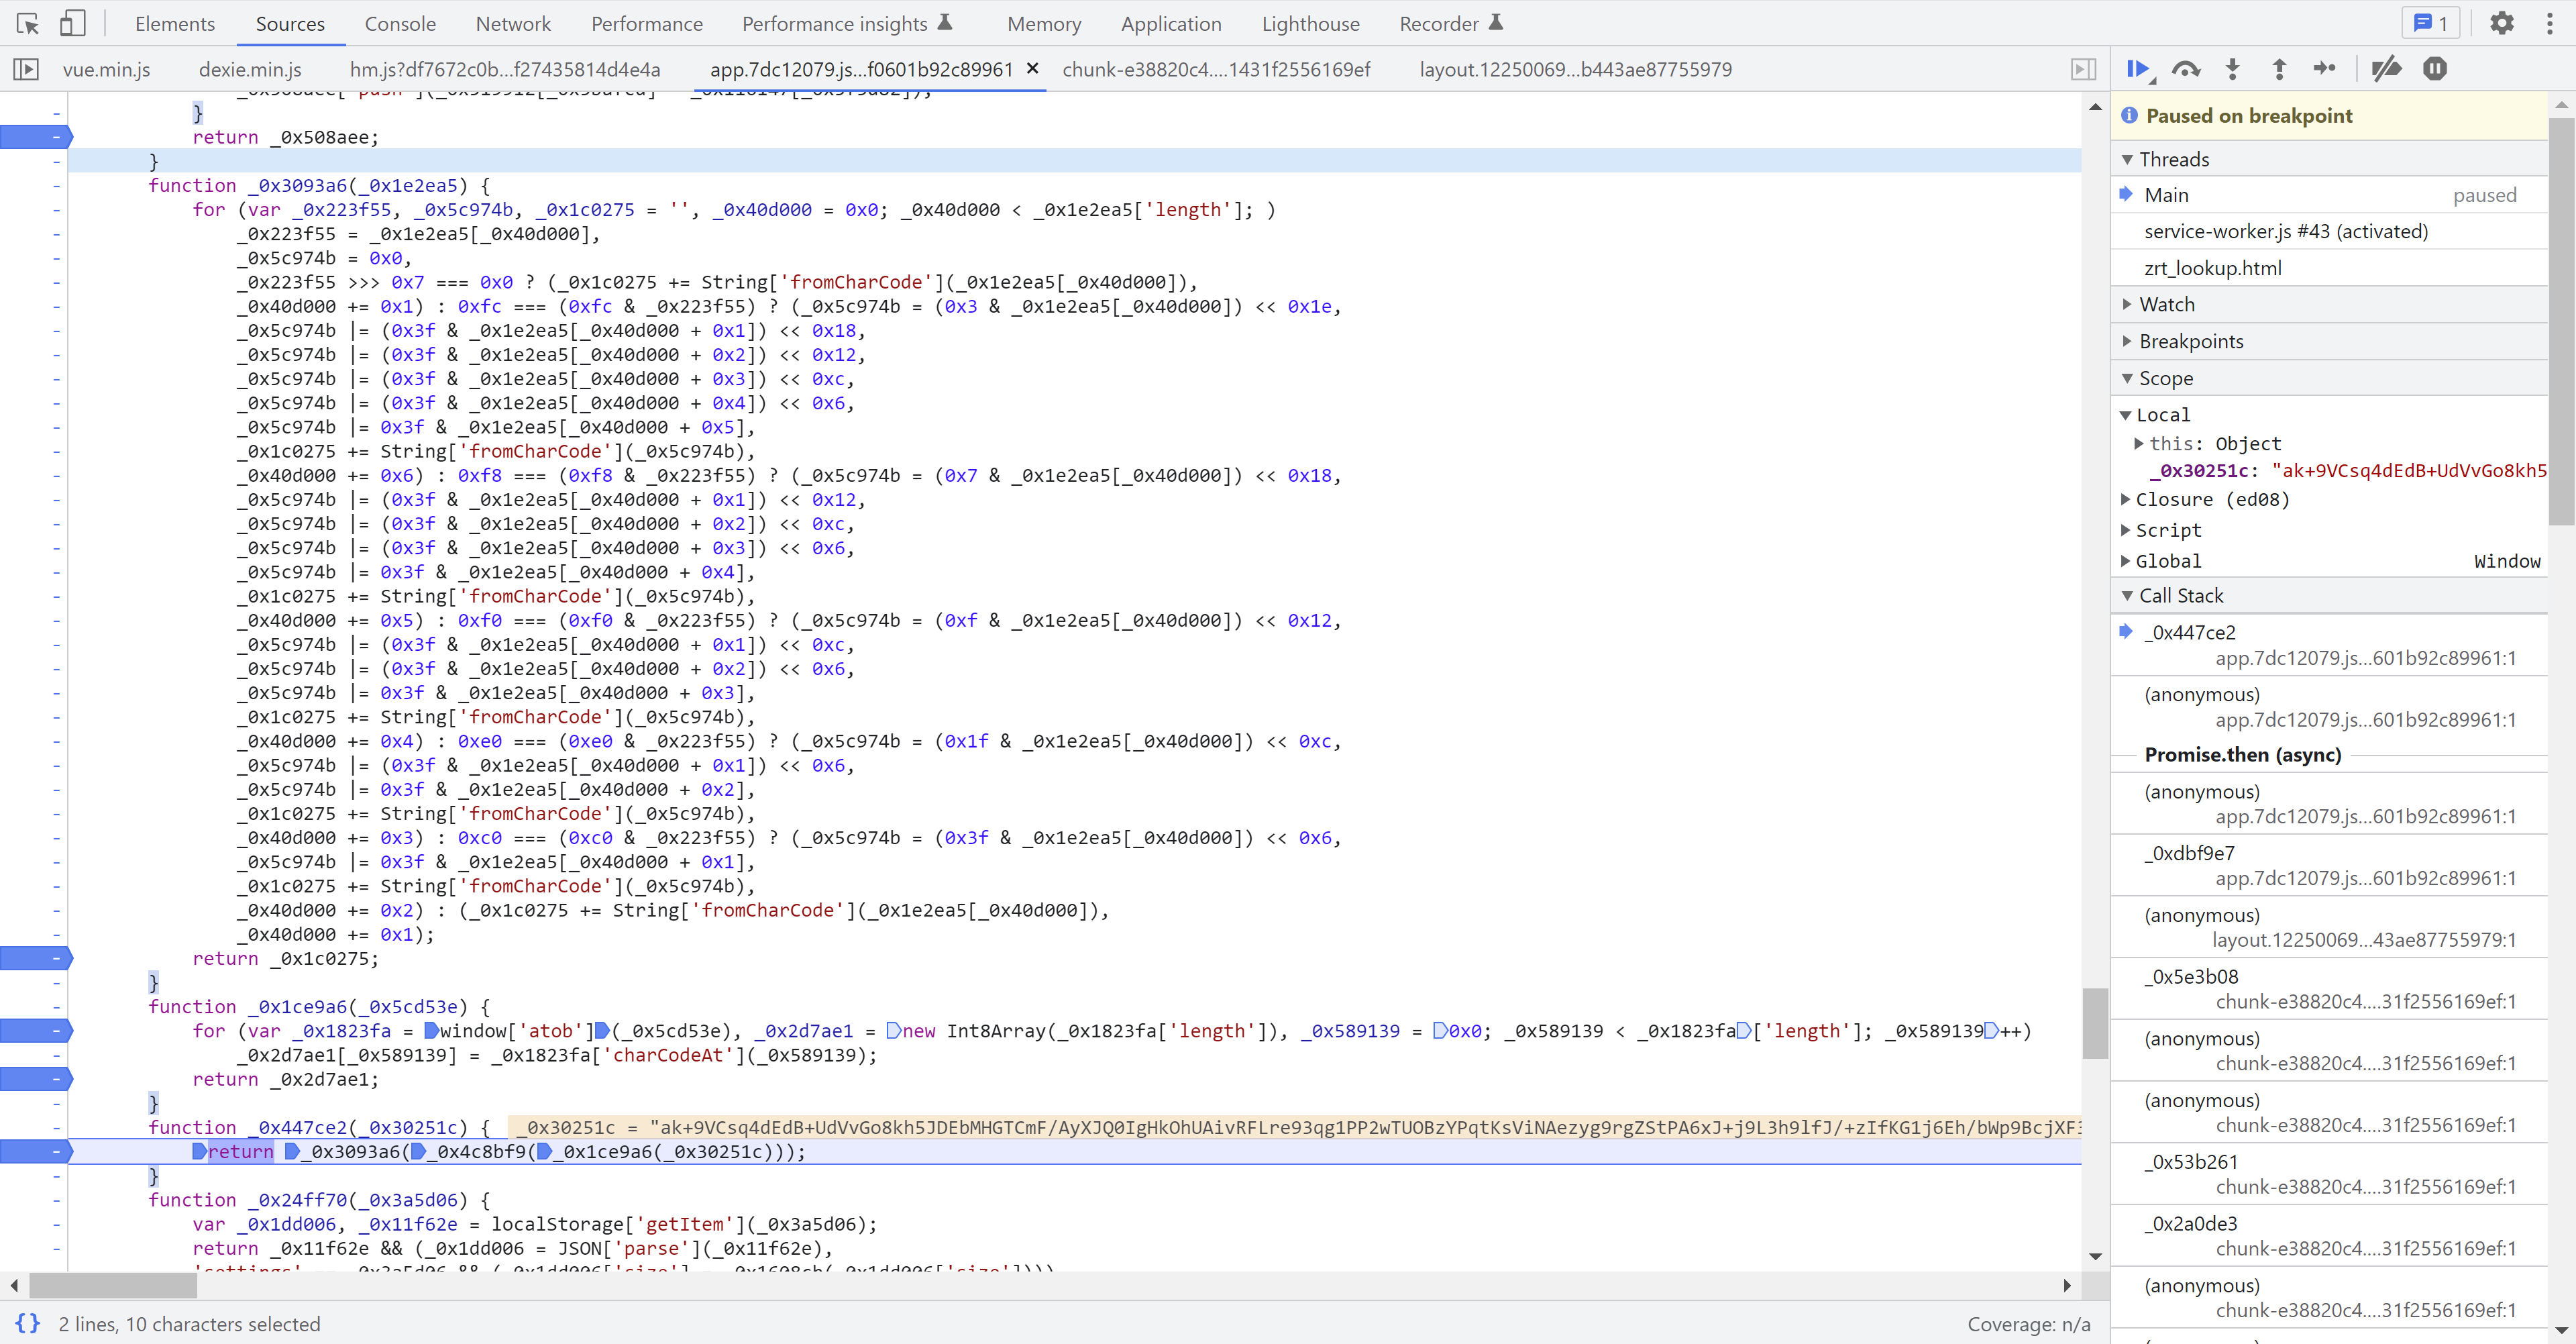 Elements Sources Console Network Performance Performance insights Memory Application Lighthouse Recorder 1
vue.min.js dexie.min.js hm.js?df7672c0b...f27435814d4e4a app.7dc12079.js...f0601b92c89961 × chunk-e38820c4....1431f2556169ef layout.12250069...b443ae87755979
}
return _0x508aee;
}
function _0x3093a6(_0x1e2ea5) {
for (var _0x223f55, _0x5c974b, _0x1c0275 = '', _0x40d000 = 0x0; _0x40d000 < _0x1e2ea5['length']; )
_0x223f55 = _0x1e2ea5[_0x40d000],
_0x5c974b = 0x0,
_0x223f55 >>> 0x7 === 0x0 ? (_0x1c0275 += String['fromCharCode'](_0x1e2ea5[_0x40d000]),
_0x40d000 += 0x1) : 0xfc === (0xfc & _0x223f55) ? (_0x5c974b = (0x3 & _0x1e2ea5[_0x40d000]) << 0x1e,
_0x5c974b |= (0x3f & _0x1e2ea5[_0x40d000 + 0x1]) << 0x18,
_0x5c974b |= (0x3f & _0x1e2ea5[_0x40d000 + 0x2]) << 0x12,
_0x5c974b |= (0x3f & _0x1e2ea5[_0x40d000 + 0x3]) << 0xc,
_0x5c974b |= (0x3f & _0x1e2ea5[_0x40d000 + 0x4]) << 0x6,
_0x5c974b |= 0x3f & _0x1e2ea5[_0x40d000 + 0x5],
_0x1c0275 += String['fromCharCode'](_0x5c974b),
_0x40d000 += 0x6) : 0xf8 === (0xf8 & _0x223f55) ? (_0x5c974b = (0x7 & _0x1e2ea5[_0x40d000]) << 0x18,
_0x5c974b |= (0x3f & _0x1e2ea5[_0x40d000 + 0x1]) << 0x12,
_0x5c974b |= (0x3f & _0x1e2ea5[_0x40d000 + 0x2]) << 0xc,
_0x5c974b |= (0x3f & _0x1e2ea5[_0x40d000 + 0x3]) << 0x6,
_0x5c974b |= 0x3f & _0x1e2ea5[_0x40d000 + 0x4],
_0x1c0275 += String['fromCharCode'](_0x5c974b),
_0x40d000 += 0x5) : 0xf0 === (0xf0 & _0x223f55) ? (_0x5c974b = (0xf & _0x1e2ea5[_0x40d000]) << 0x12,
_0x5c974b |= (0x3f & _0x1e2ea5[_0x40d000 + 0x1]) << 0xc,
_0x5c974b |= (0x3f & _0x1e2ea5[_0x40d000 + 0x2]) << 0x6,
_0x5c974b |= 0x3f & _0x1e2ea5[_0x40d000 + 0x3],
_0x1c0275 += String['fromCharCode'](_0x5c974b),
_0x40d000 += 0x4) : 0xe0 === (0xe0 & _0x223f55) ? (_0x5c974b = (0x1f & _0x1e2ea5[_0x40d000]) << 0xc,
_0x5c974b |= (0x3f & _0x1e2ea5[_0x40d000 + 0x1]) << 0x6,
_0x5c974b |= 0x3f & _0x1e2ea5[_0x40d000 + 0x2],
_0x1c0275 += String['fromCharCode'](_0x5c974b),
_0x40d000 += 0x3) : 0xc0 === (0xc0 & _0x223f55) ? (_0x5c974b = (0x3f & _0x1e2ea5[_0x40d000]) << 0x6,
_0x5c974b |= 0x3f & _0x1e2ea5[_0x40d000 + 0x1],
_0x1c0275 += String['fromCharCode'](_0x5c974b),
_0x40d000 += 0x2) : (_0x1c0275 += String['fromCharCode'](_0x1e2ea5[_0x40d000]),
_0x40d000 += 0x1);
return _0x1c0275;
}
function _0x1ce9a6(_0x5cd53e) {
for (var _0x1823fa = window['atob'](_0x5cd53e), _0x2d7ae1 = new Int8Array(_0x1823fa['length']), _0x589139 = 0x0; _0x589139 < _0x1823fa['length']; _0x589139++)
_0x2d7ae1[_0x589139] = _0x1823fa['charCodeAt'](_0x589139);
return _0x2d7ae1;
}
function _0x447ce2(_0x30251c) { _0x30251c = "ak+9VCsq4dEdB+UdVvGo8kh5JDEbMHGTCmF/AyXJQ0IgHkOhUAivRFLre93qg1PP2wTUOBzYPqtKsViNAezyg9rgZStPA6xJ+j9L3h9lfJ/+zIfKG1j6Eh/bWp9BcjXF
return _0x3093a6(_0x4c8bf9(_0x1ce9a6(_0x30251c)));
}
function _0x24ff70(_0x3a5d06) {
var _0x1dd006, _0x11f62e = localStorage['getItem'](_0x3a5d06);
return _0x11f62e && (_0x1dd006 = JSON['parse'](_0x11f62e),
{} 2 lines, 10 characters selected
Coverage: n/a
Paused on breakpoint
Threads
Main paused
service-worker.js #43 (activated)
zrt_lookup.html
Watch
Breakpoints
Scope
Local
this: Object
_0x30251c: "ak+9VCsq4dEdB+UdVvGo8kh5
Closure (ed08)
Script
Global Window
Call Stack
_0x447ce2
app.7dc12079.js...601b92c89961:1
(anonymous)
app.7dc12079.js...601b92c89961:1
Promise.then (async)
(anonymous)
app.7dc12079.js...601b92c89961:1
_0xdbf9e7
app.7dc12079.js...601b92c89961:1
(anonymous)
layout.12250069...43ae87755979:1
_0x5e3b08
chunk-e38820c4....31f2556169ef:1
(anonymous)
chunk-e38820c4....31f2556169ef:1
(anonymous)
chunk-e38820c4....31f2556169ef:1
_0x53b261
chunk-e38820c4....31f2556169ef:1
_0x2a0de3
chunk-e38820c4....31f2556169ef:1
(anonymous)
chunk-e38820c4....31f2556169ef:1